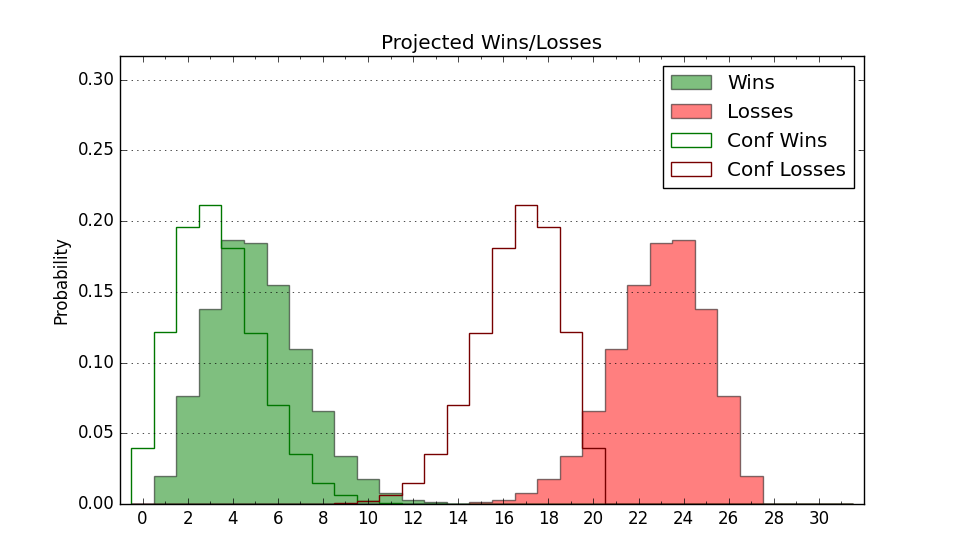 Projected Wins/Losses
Wins
Losses
Conf Wins
Conf Losses
Probability
0.30
0.25
0.20
0.15
0.10
0.05
0.00
0 2 4 6 8 10 12 14 16 18 20 22 24 26 28 30